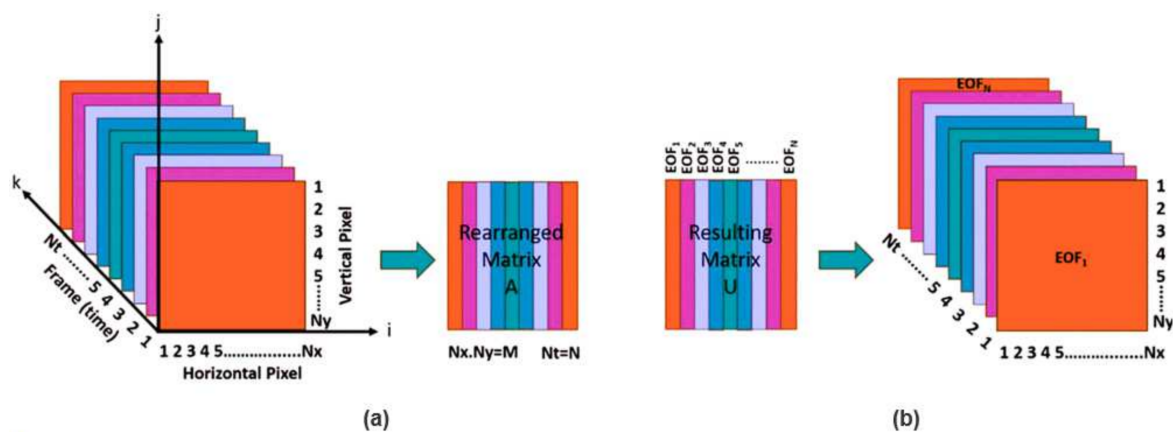 j
k
i
Nt ........ 5 4 3 2 1
Frame (time)
1
2
3
4
5
........
Ny
Vertical Pixel
1 2 3 4 5..................Nx
Horizontal Pixel
Rearranged
Matrix
A
Nx.Ny=M Nt=N
(a)
EOF₁ EOF₂ EOF₃ EOF₄ EOF₅ ........ EOF_N
Resulting
Matrix
U
EOF_N
EOF₁
Nt ........ 5 4 3 2 1
1
2
3
4
5
........
Ny
1 2 3 4 5..................Nx
(b)